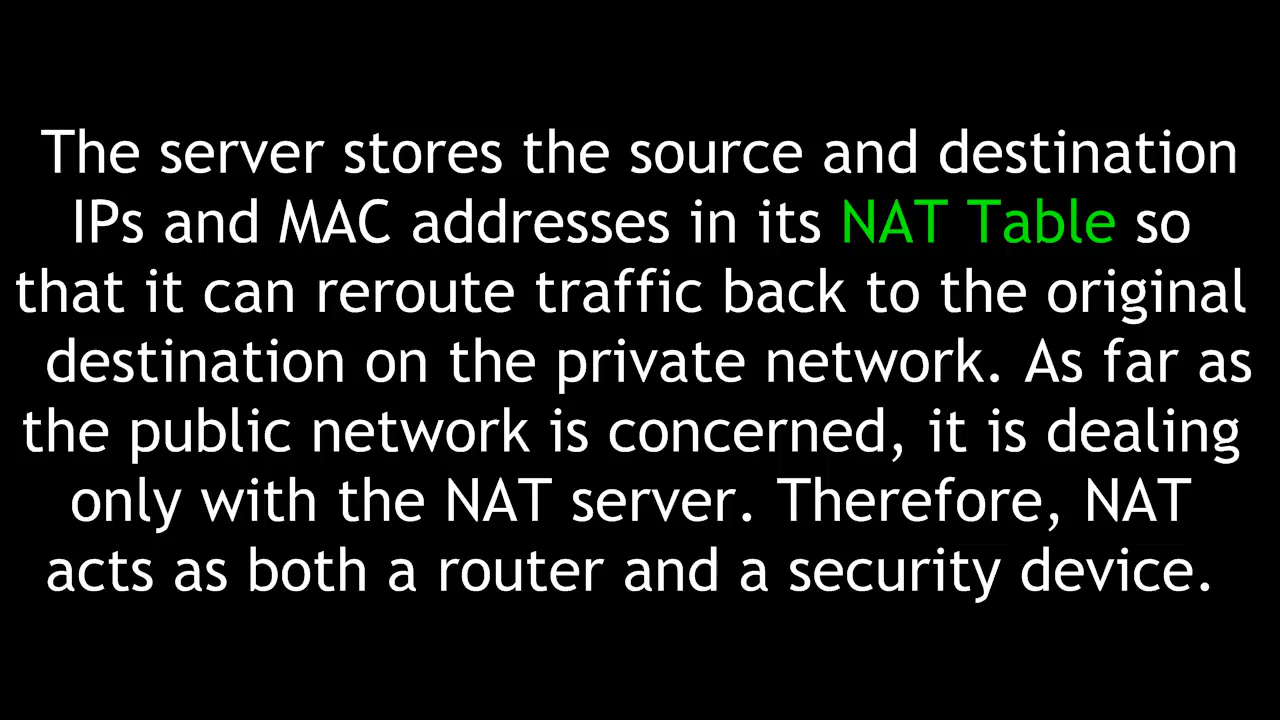 The server stores the source and destination
IPs and MAC addresses in its NAT Table so
that it can reroute traffic back to the original
destination on the private network. As far as
the public network is concerned, it is dealing
only with the NAT server. Therefore, NAT
acts as both a router and a security device.